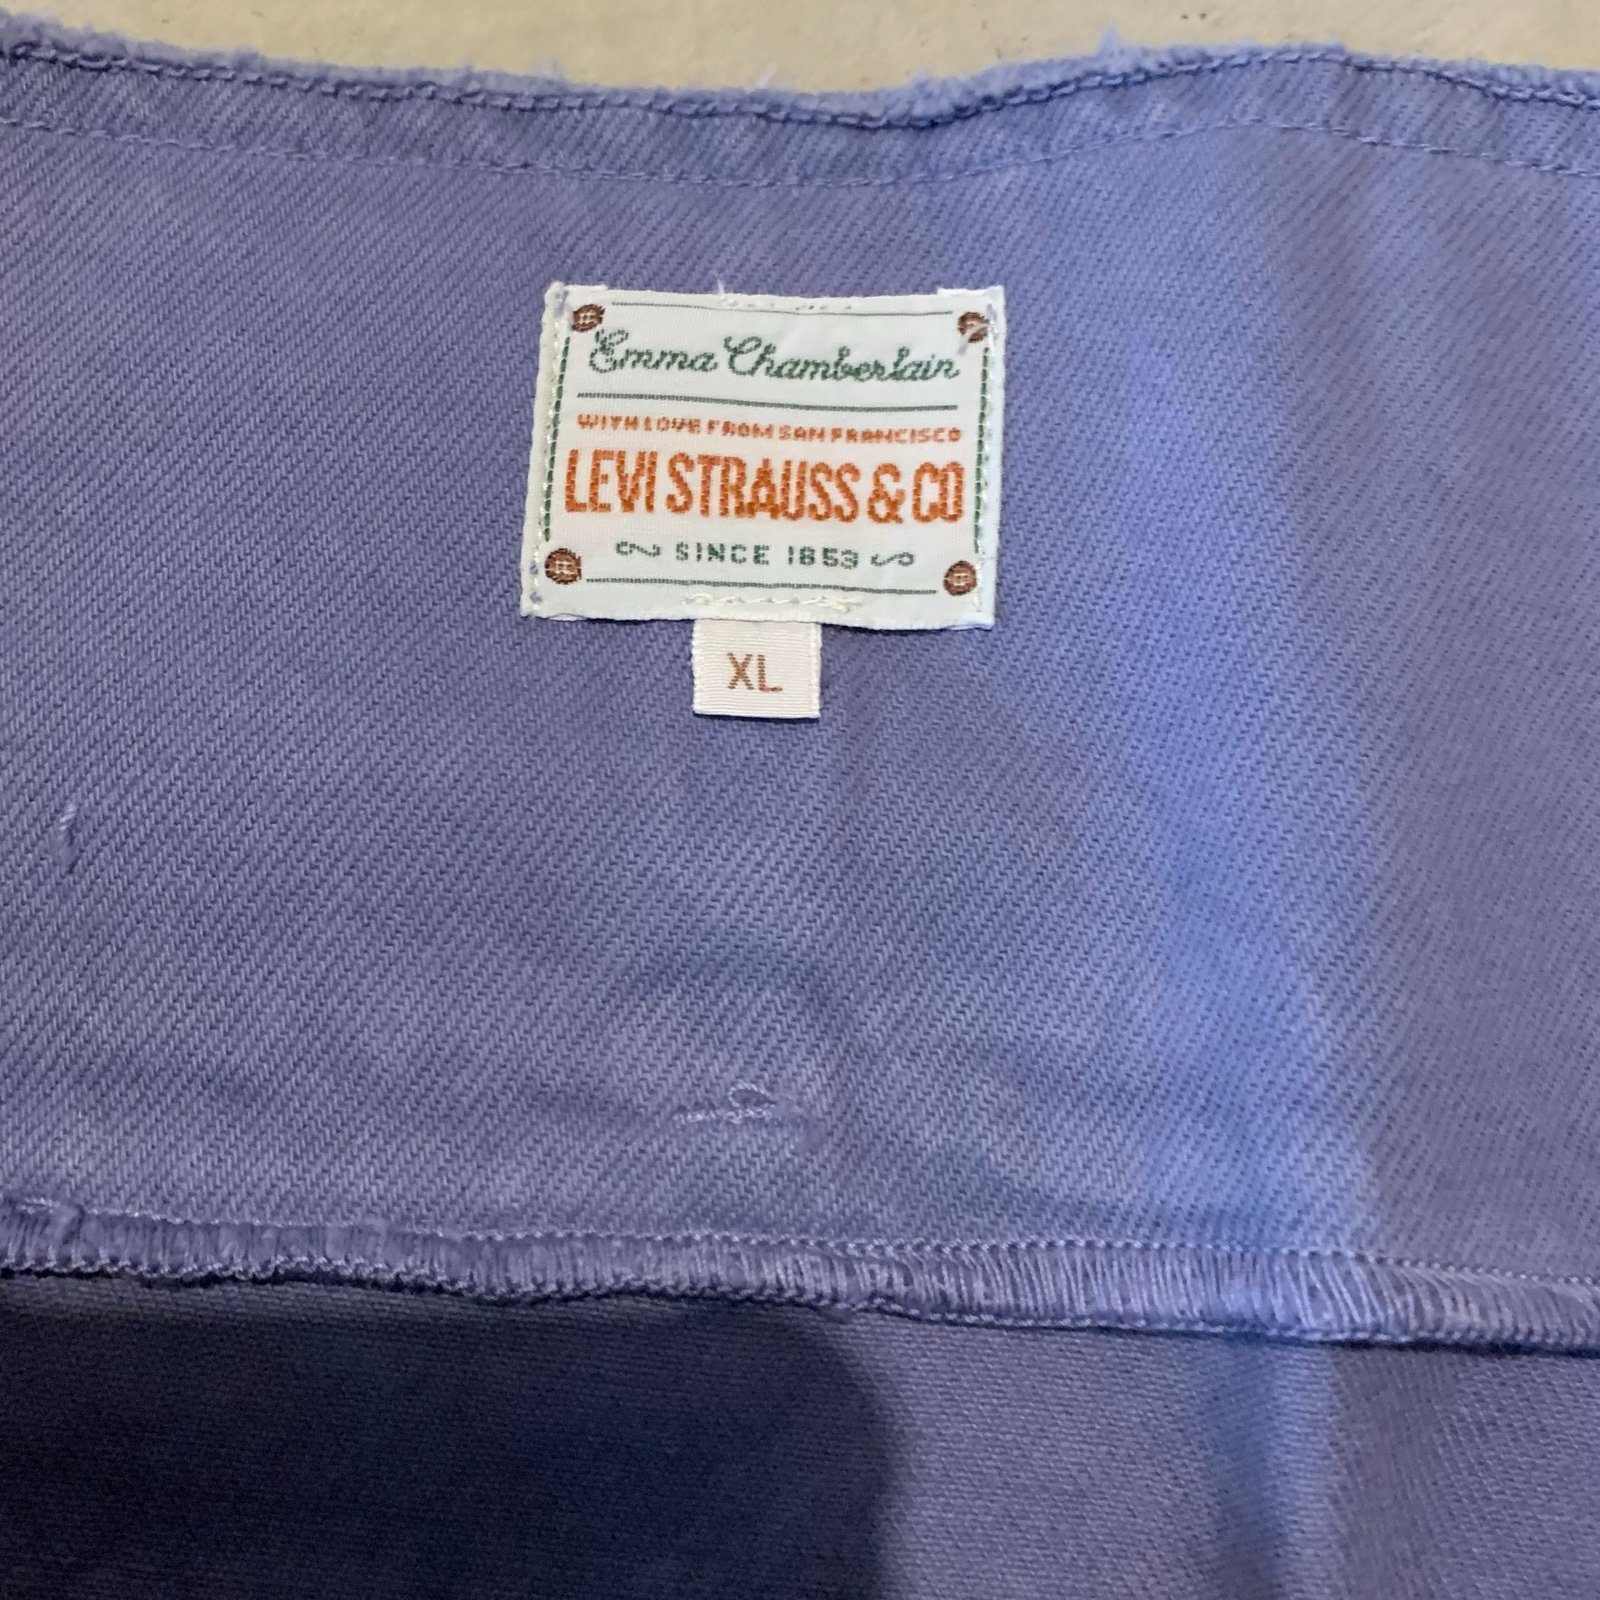 Emma Chamberlain
WITH LOVE FROM SAN FRANCISCO
LEVI STRAUSS & CO
SINCE 1853
XL